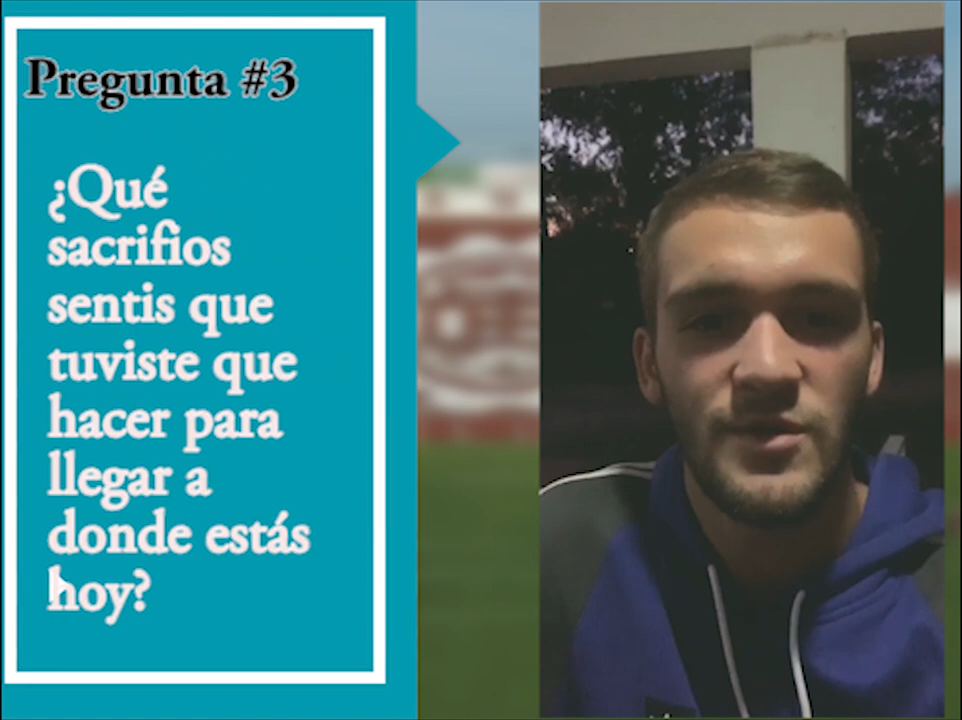 Pregunta #3
¿Qué
sacrifios
sentis que
tuviste que
hacer para
llegar a
donde estás
hoy?